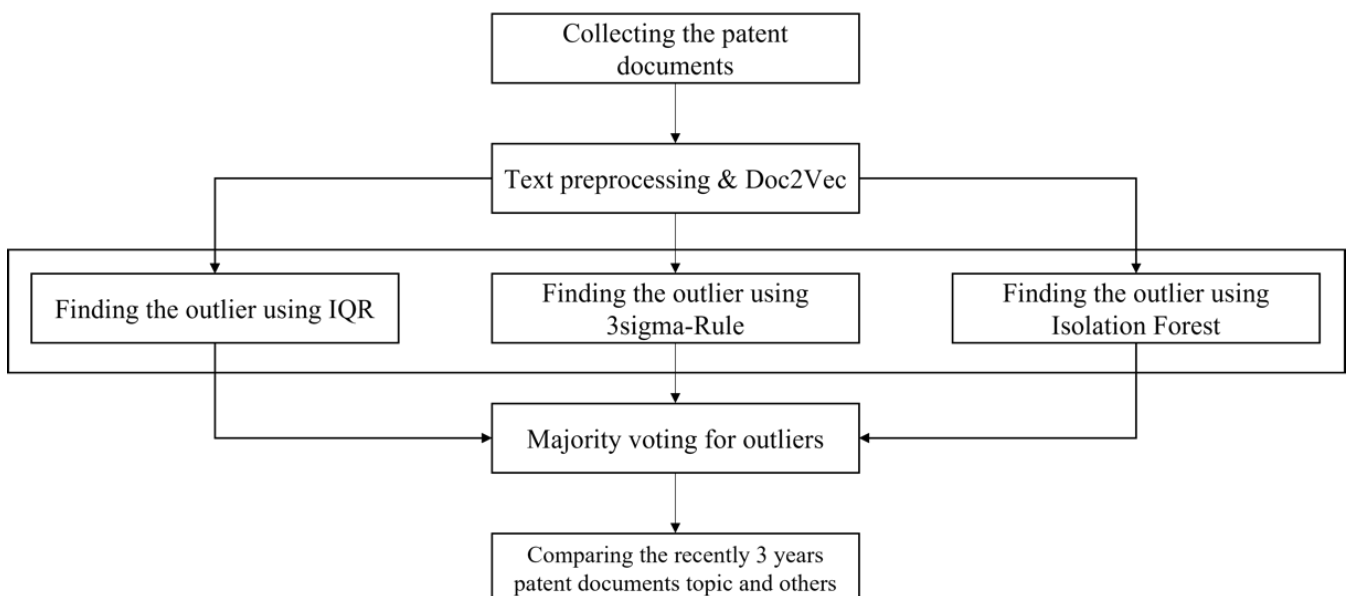 Collecting the patent
documents
Text preprocessing & Doc2Vec
Finding the outlier using IQR
Finding the outlier using
3sigma-Rule
Finding the outlier using
Isolation Forest
Majority voting for outliers
Comparing the recently 3 years
patent documents topic and others